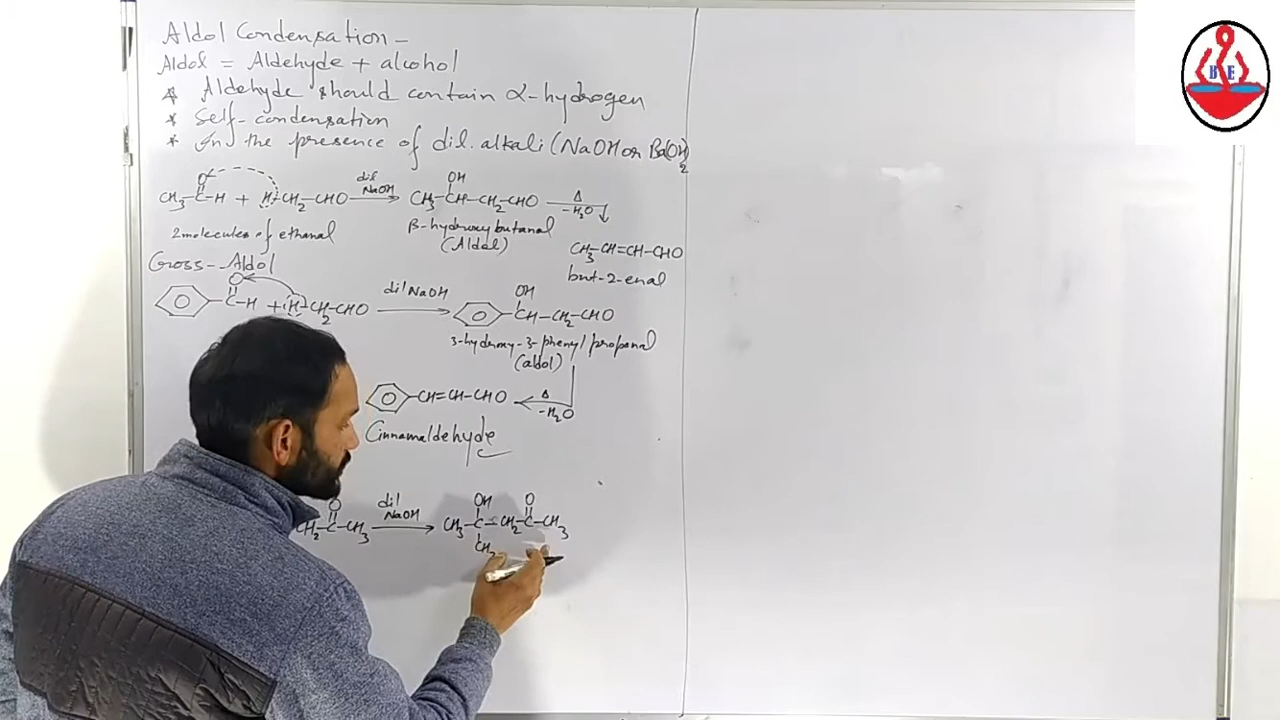 Aldol Condensation -
Aldol = Aldehyde + alcohol
* Aldehyde should contain α-hydrogen
* Self-condensation
* In the presence of dil. alkali (NaOH or Ba(OH)2
O
CH3-C-H + H-CH2-CHO dil NaOH → CH3-CH-CH2-CHO Δ -H2O
OH
2 molecules of ethanal
β-hydroxy butanal
(Aldol)
CH3-CH=CH-CHO
but-2-enal
Cross-Aldol
O
C-H + H-CH2-CHO dil NaOH → CH-CH2-CHO
OH
3-hydroxy-3-phenyl propanal
(aldol)
CH=CH-CHO ← Δ -H2O
Cinnamaldehyde
O OH O
CH2-C-CH3 dil NaOH → CH3-C-CH2-C-CH3
CH3
B E